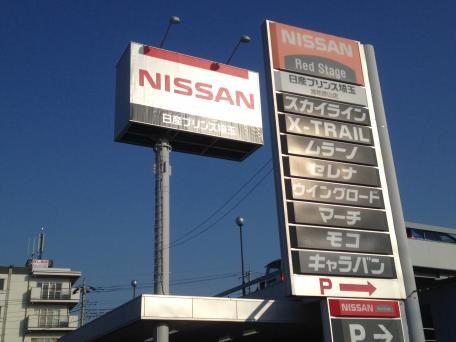 NISSAN
日産プリンス埼玉
NISSAN
Red Stage
日産プリンス埼玉
スカイライン
X-TRAIL
ムラーノ
セレナ
ウイングロード
マーチ
モコ
キャラバン
P→
NISSAN
P→